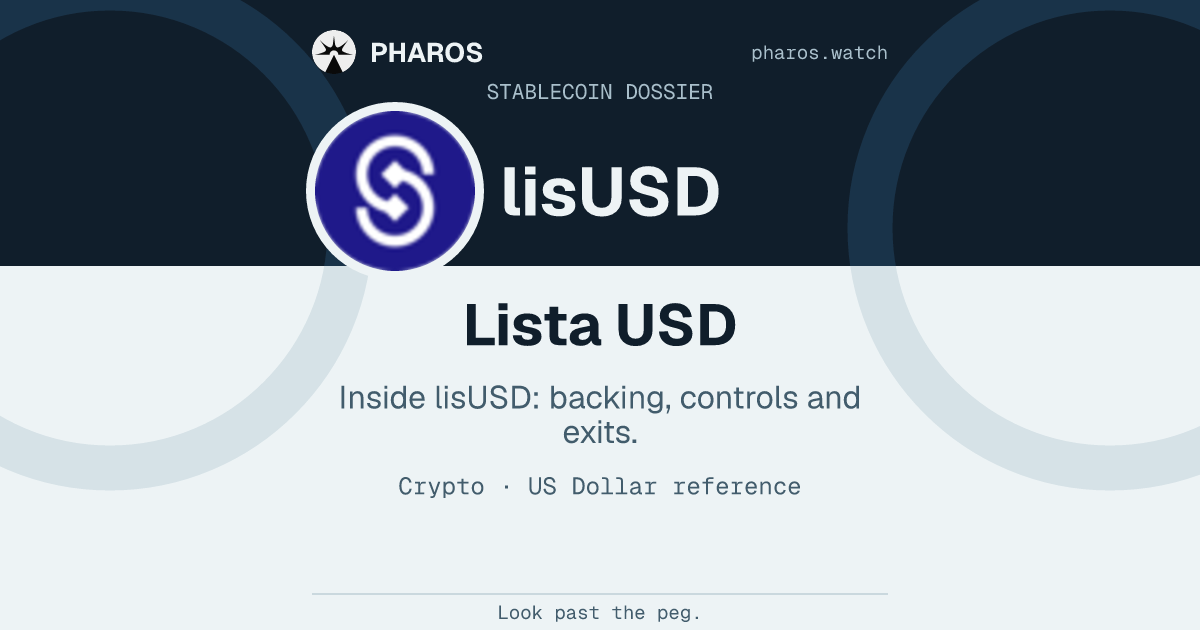 PHAROS
pharos.watch
STABLECOIN DOSSIER
lisUSD
Lista USD
Inside lisUSD: backing, controls and
exits.
Crypto · US Dollar reference
Look past the peg.